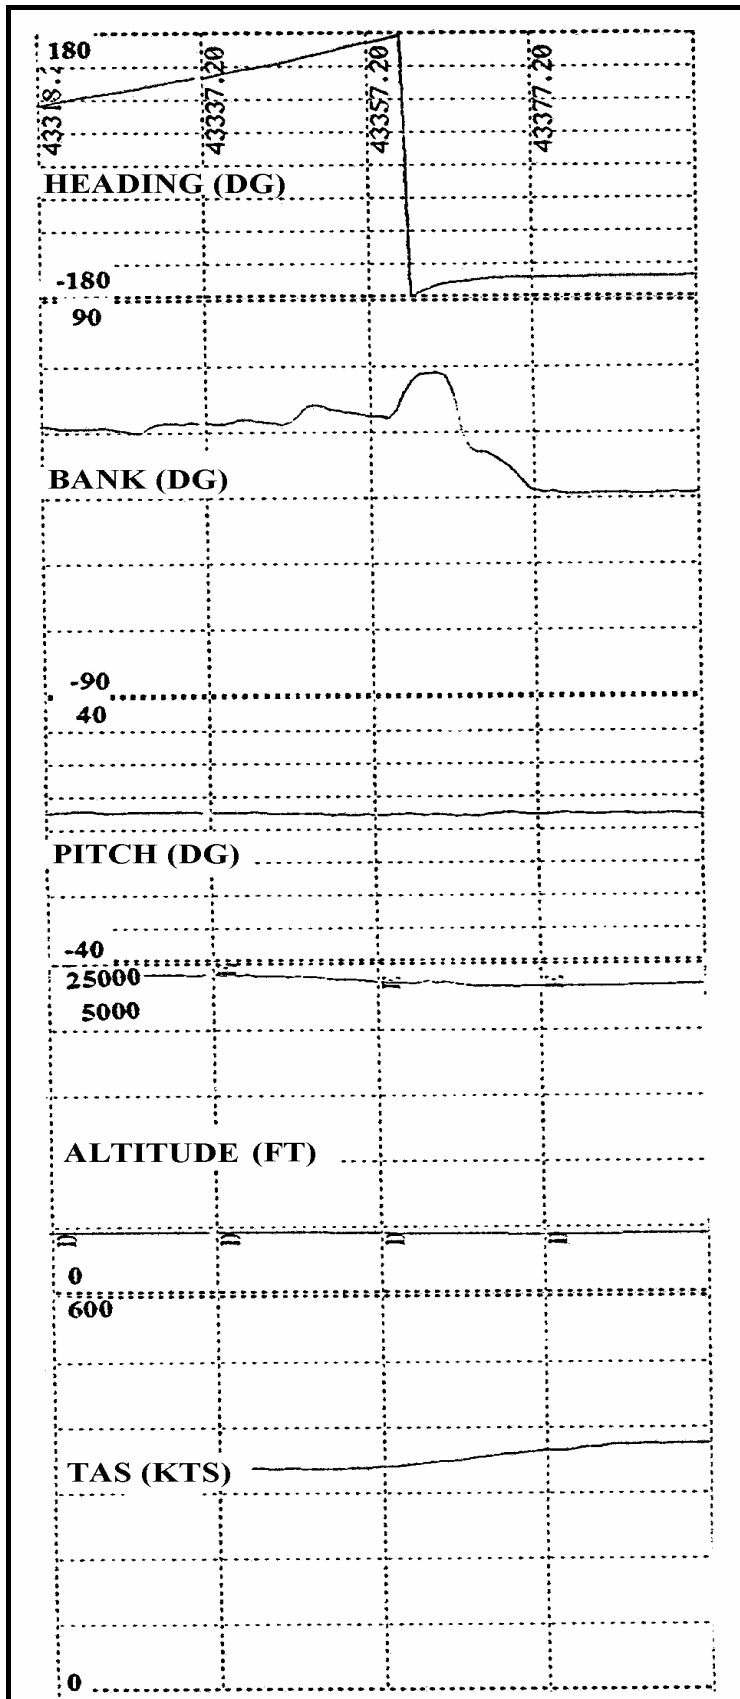 180
43337.20
43357.20
43377.20
HEADING (DG)
-180
90
BANK (DG)
-90
40
PITCH (DG)
-40
25000
5000
ALTITUDE (FT)
D
D
D
D
0
600
TAS (KTS)
0